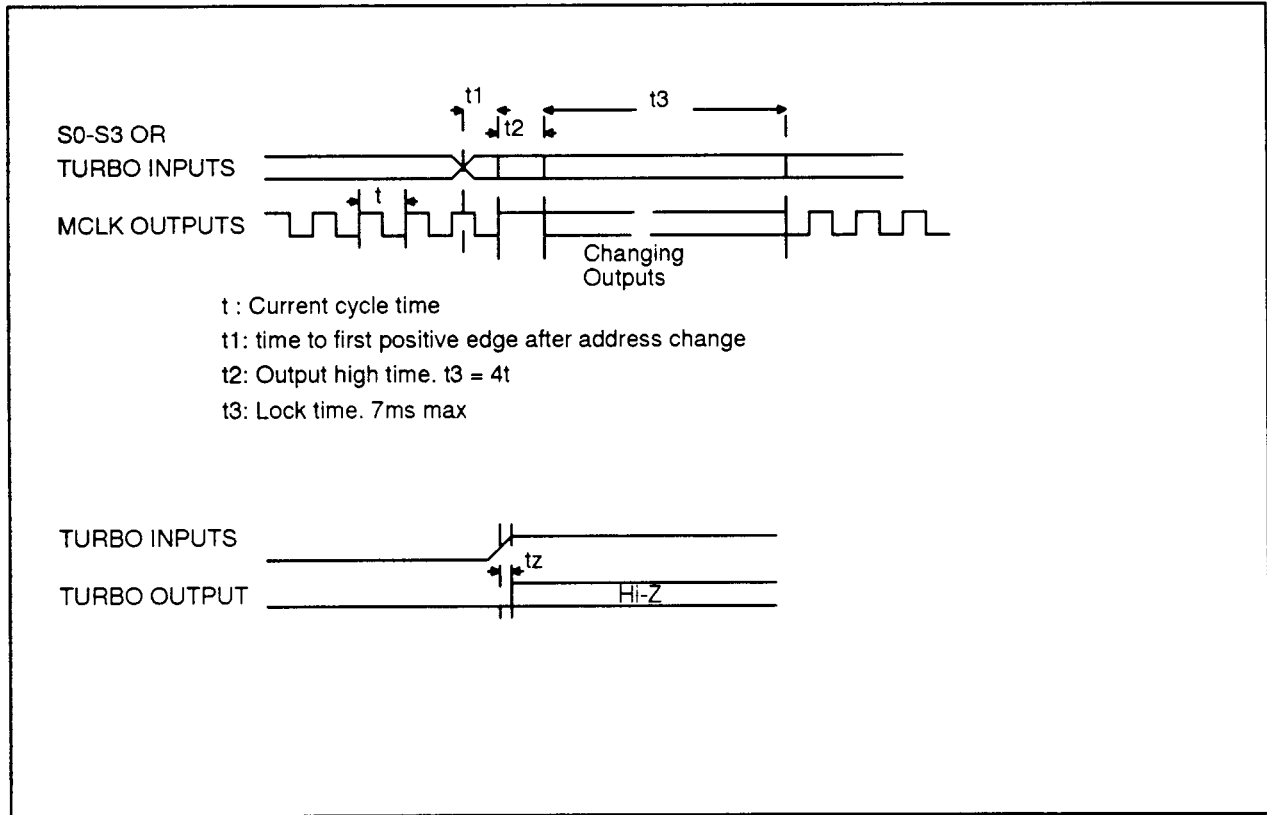 t1
t3
S0-S3 OR
t2
TURBO INPUTS
t
MCLK OUTPUTS
Changing
Outputs
t : Current cycle time
t1: time to first positive edge after address change
t2: Output high time. t3 = 4t
t3: Lock time. 7ms max
TURBO INPUTS
tz
TURBO OUTPUT
Hi-Z